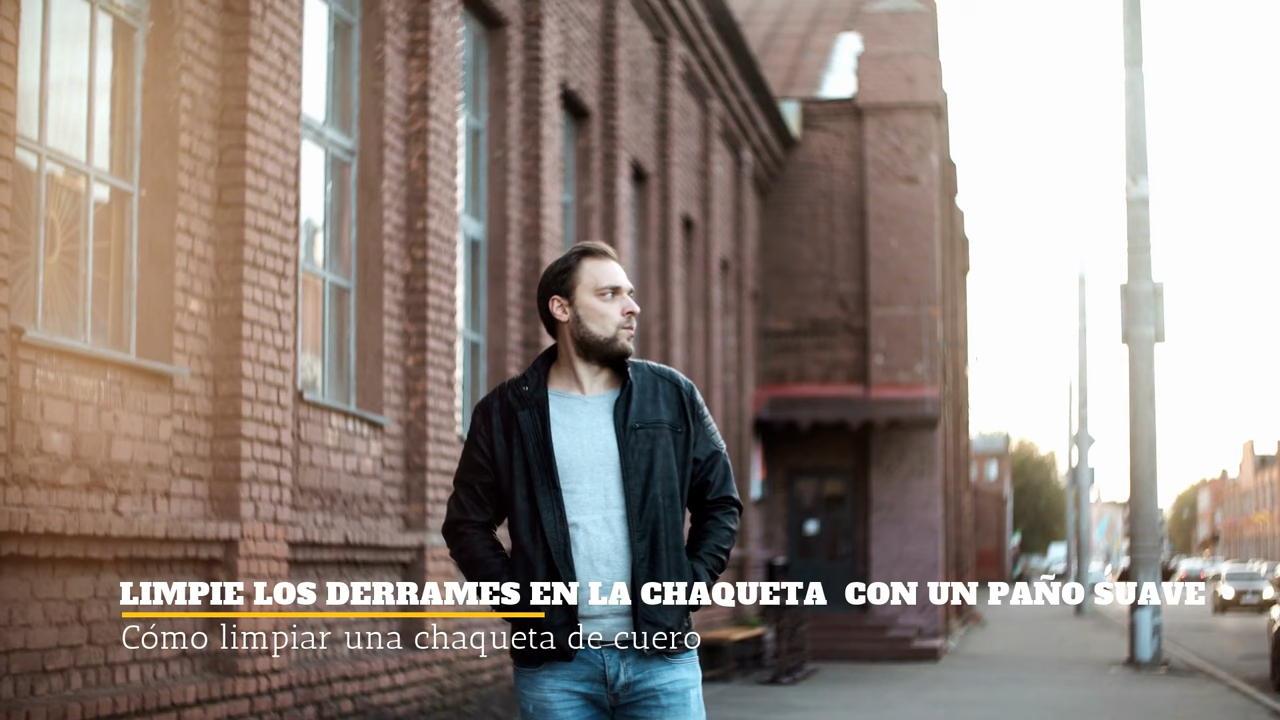 LIMPIE LOS DERRAMES EN LA CHAQUETA  CON UN PAÑO SUAVE
Cómo limpiar una chaqueta de cuero